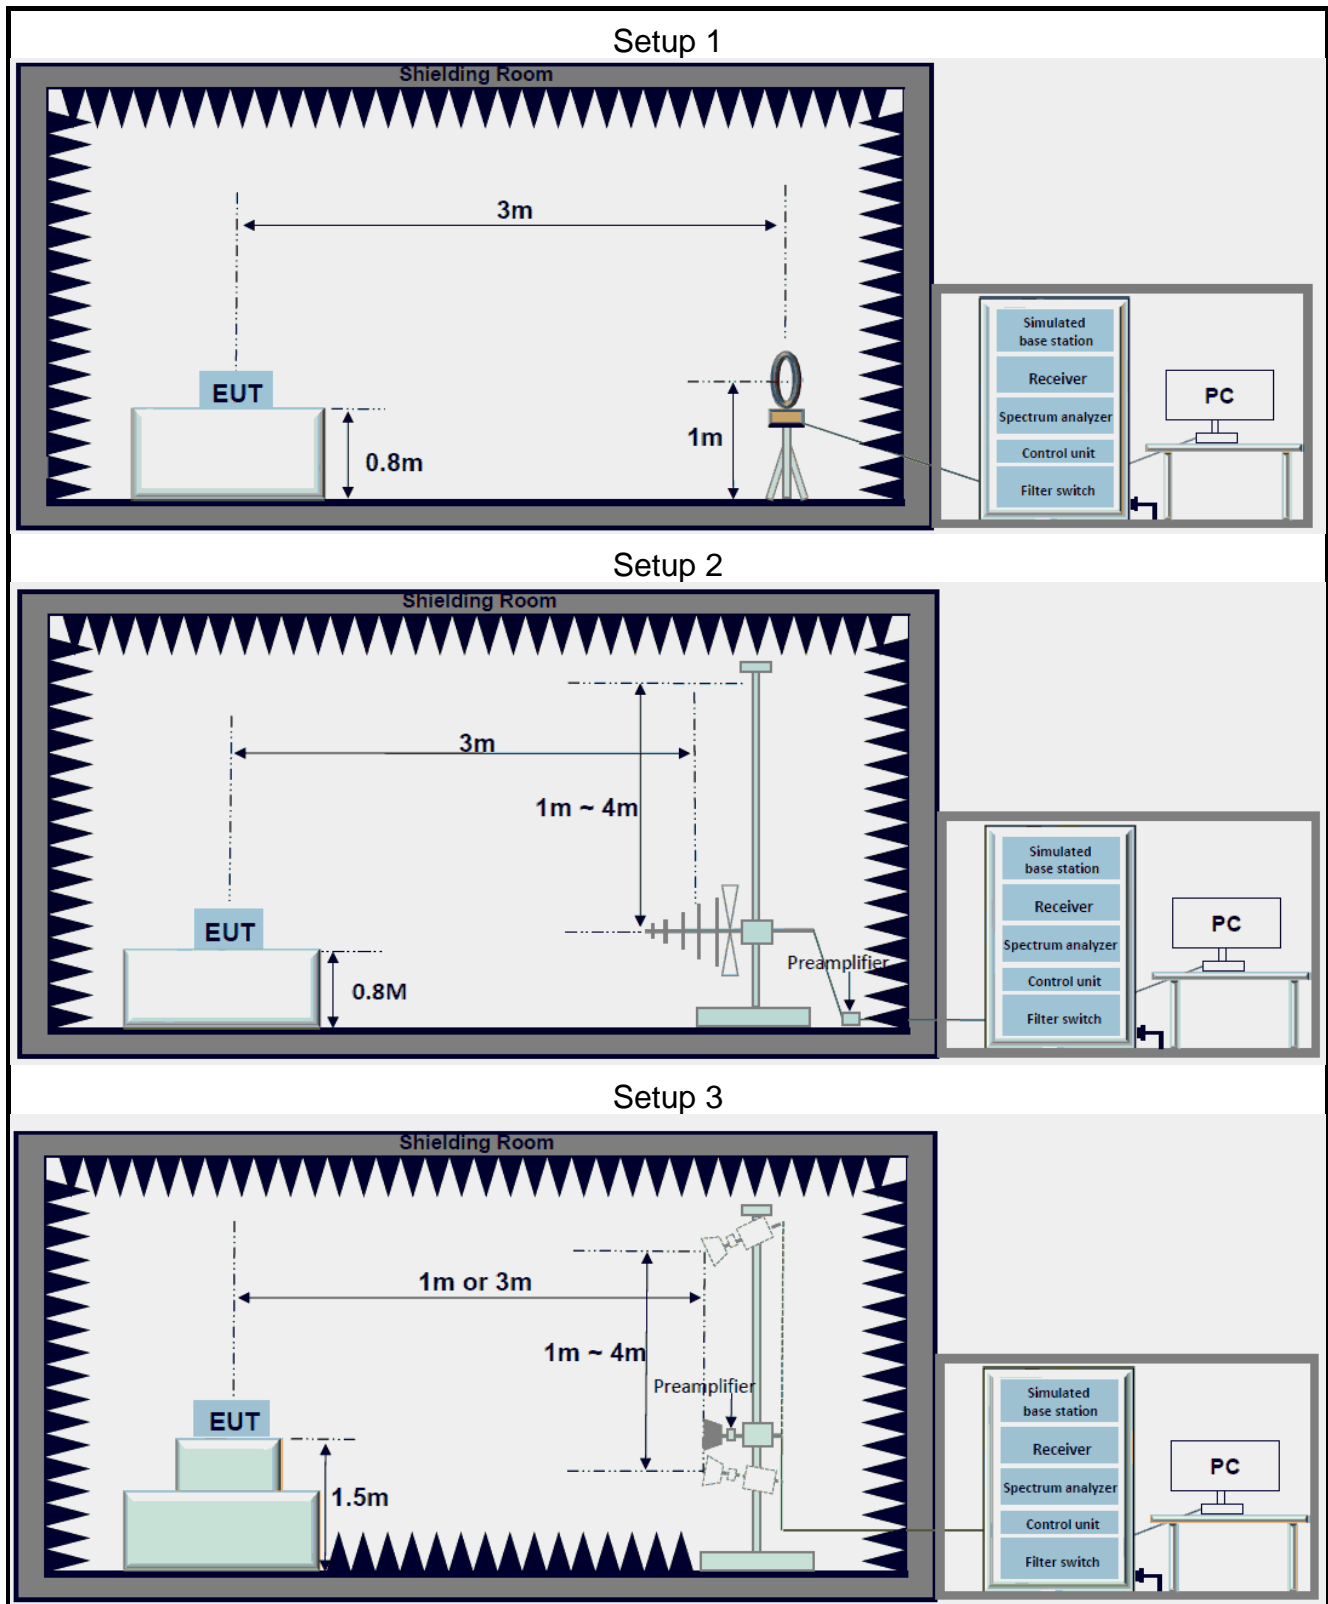 Setup 1
Shielding Room
3m
EUT
0.8m
1m
Simulated
base station
Receiver
Spectrum analyzer
Control unit
Filter switch
PC
Setup 2
Shielding Room
3m
1m ~ 4m
EUT
0.8M
Preamplifier
Simulated
base station
Receiver
Spectrum analyzer
Control unit
Filter switch
PC
Setup 3
Shielding Room
1m or 3m
1m ~ 4m
Preamplifier
EUT
1.5m
Simulated
base station
Receiver
Spectrum analyzer
Control unit
Filter switch
PC